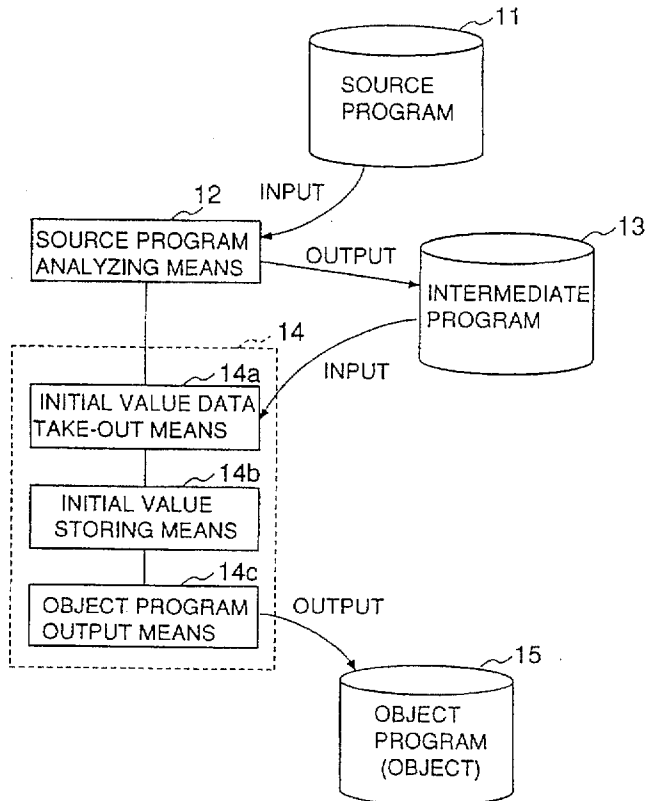 11
SOURCE
PROGRAM
INPUT
12
SOURCE PROGRAM
ANALYZING MEANS
OUTPUT
13
INTERMEDIATE
PROGRAM
14
INPUT
14a
INITIAL VALUE DATA
TAKE-OUT MEANS
14b
INITIAL VALUE
STORING MEANS
14c
OBJECT PROGRAM
OUTPUT MEANS
OUTPUT
15
OBJECT
PROGRAM
(OBJECT)